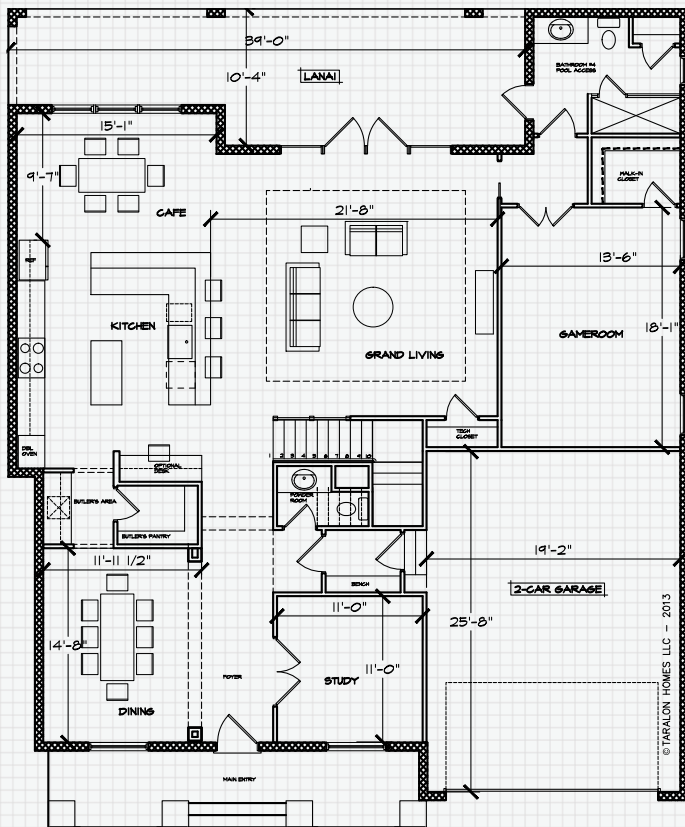 39'-0"
10'-4"
LANAI
BATHROOM #4
POOL ACCESS
15'-1"
9'-7"
CAFE
WALK-IN
CLOSET
21'-8"
13'-6"
REF
KITCHEN
GRAND LIVING
GAMEROOM
18'-1"
DBL
OVEN
TECH
CLOSET
OPTIONAL
DESK
BUTLER'S AREA
BUTLER'S PANTRY
POWDER
ROOM
11'-11 1/2"
BENCH
19'-2"
2-CAR GARAGE
11'-0"
25'-8"
14'-8"
11'-0"
FOYER
STUDY
DINING
MAIN ENTRY
© TARALON HOMES LLC - 2013